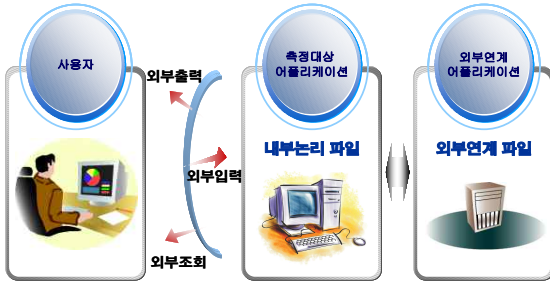 사용자
외부출력
외부입력
외부조회
측정대상
어플리케이션
내부논리 파일
외부연계
어플리케이션
외부연계 파일